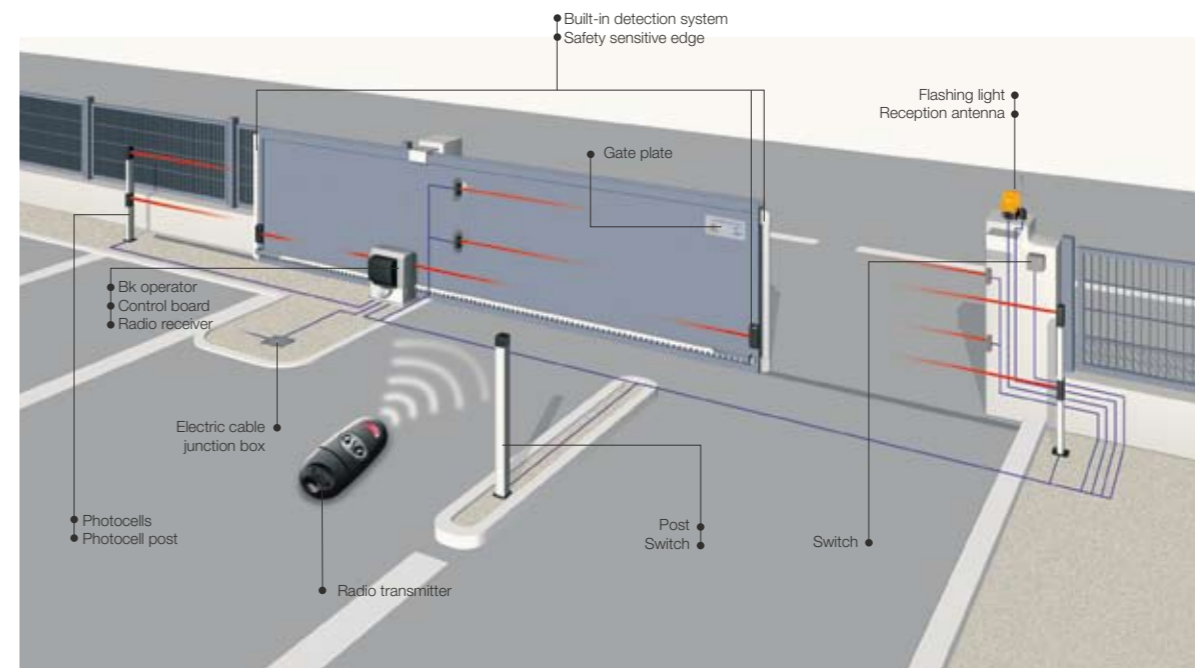 Built-in detection system
Safety sensitive edge
Flashing light
Reception antenna
Gate plate
Bk operator
Control board
Radio receiver
Electric cable
junction box
Photocells
Photocell post
Post
Switch
Switch
Radio transmitter